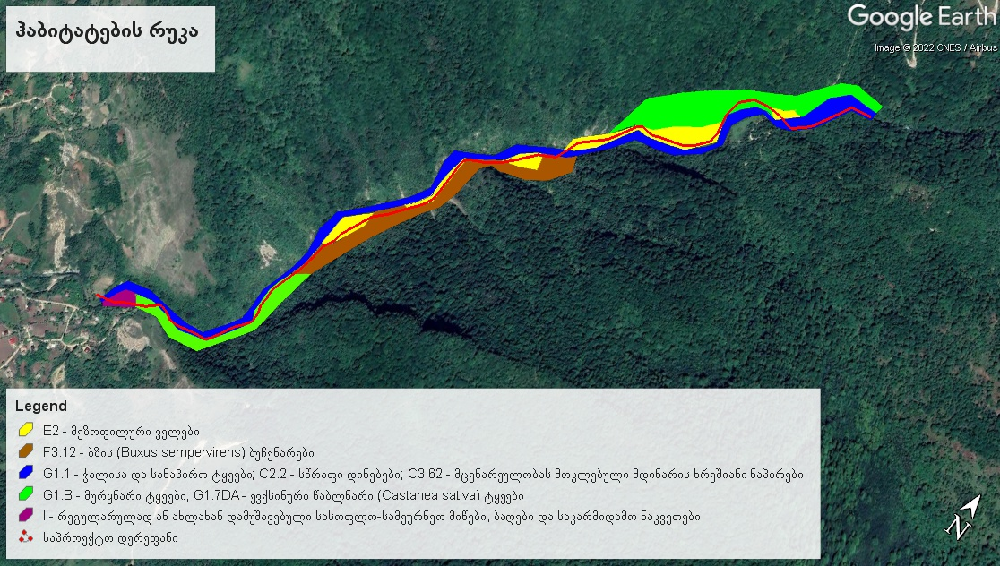 ჰაბიტატების რუკა
Google Earth
Image © 2022 CNES / Airbus
Legend
E2 - მეზოფილური ველები
F3.12 - ბზის (Buxus sempervirens) ბუჩქნარები
G1.1 - ჭალისა და სანაპირო ტყეები; C2.2 - სწრაფი დინებები; C3.62 - მცენარეულობას მოკლებული მდინარის ხრეშიანი ნაპირები
G1.B - მურყნარი ტყეები; G1.7DA - ევქსინური წაბლნარი (Castanea sativa) ტყეები
I - რეგულარულად ან ახლახან დამუშავებული სასოფლო-სამეურნეო მიწები, ბაღები და საკარმიდამო ნაკვეთები
საპროექტო დერეფანი
N